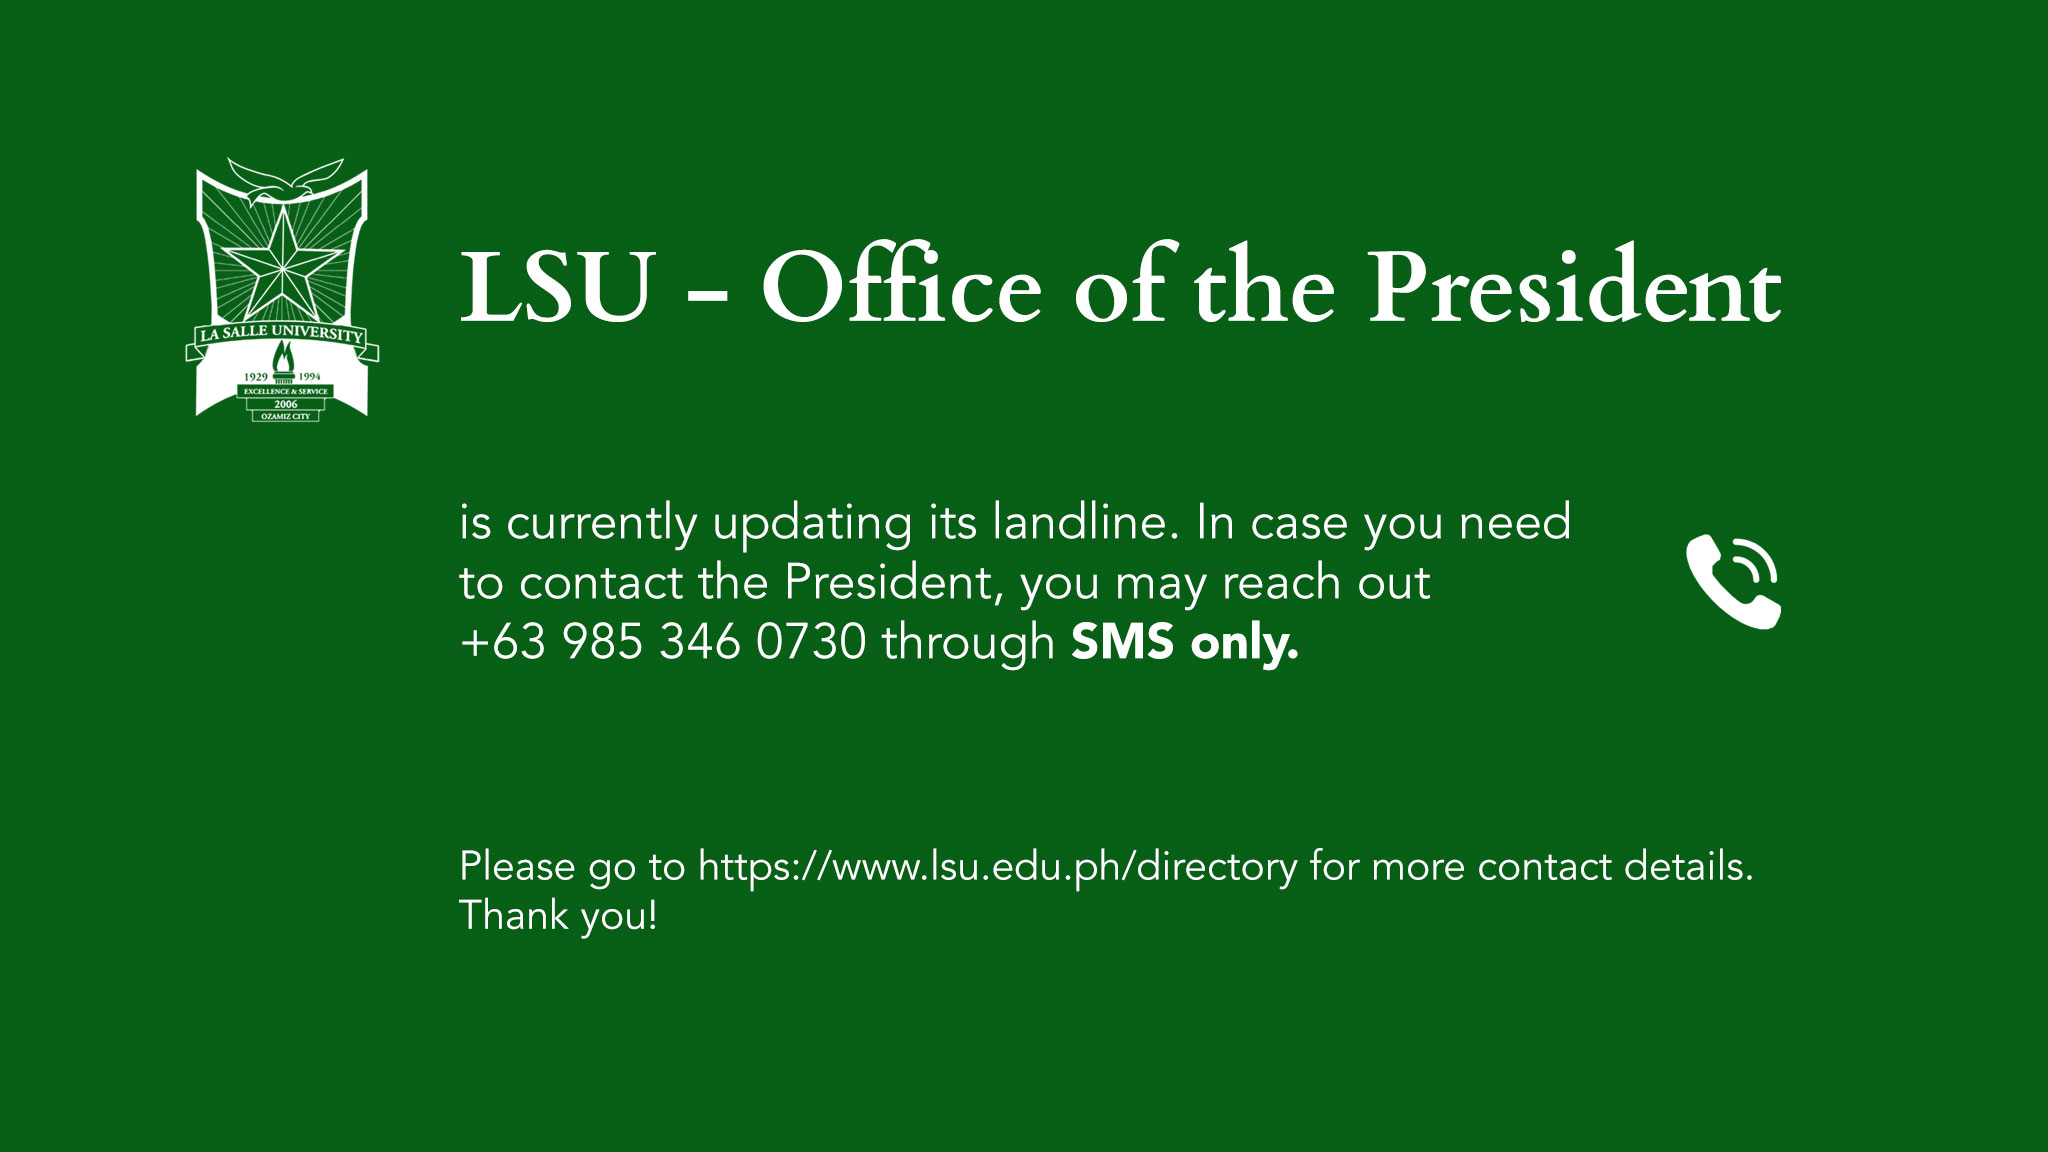 LA SALLE UNIVERSITY
1929 1994
EXCELLENCE & SERVICE
2006
OZAMIZ CITY
LSU - Office of the President
is currently updating its landline. In case you need
to contact the President, you may reach out
+63 985 346 0730 through SMS only.
Please go to https://www.lsu.edu.ph/directory for more contact details.
Thank you!